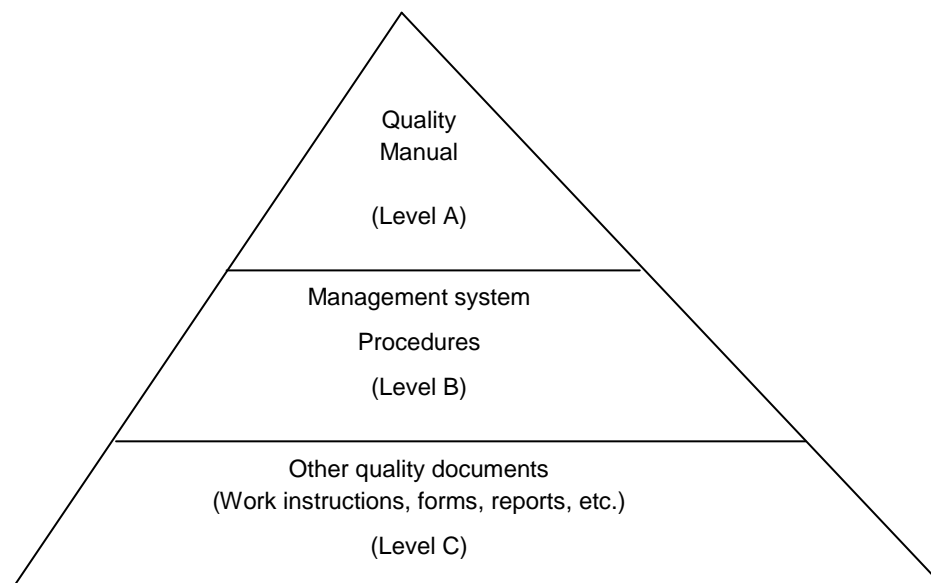 Quality
Manual
(Level A)
Management system
Procedures
(Level B)
Other quality documents
(Work instructions, forms, reports, etc.)
(Level C)